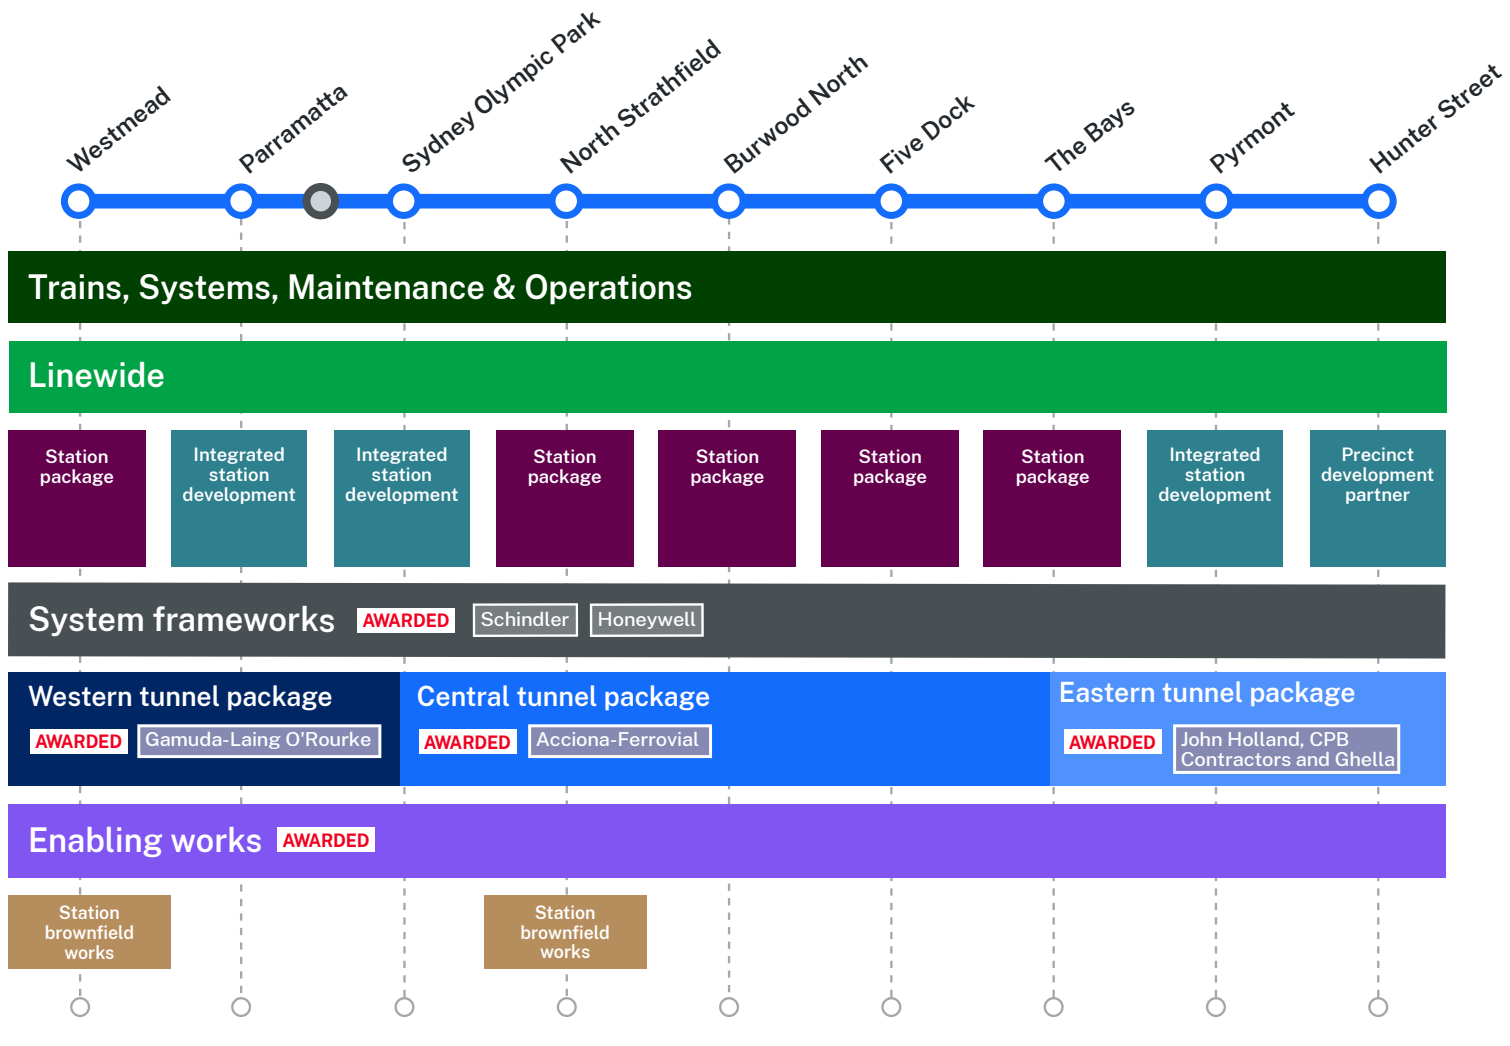 Westmead
Parramatta
Sydney Olympic Park
North Strathfield
Burwood North
Five Dock
The Bays
Pyrmont
Hunter Street
Trains, Systems, Maintenance & Operations
Linewide
Station
package
Integrated
station
development
Integrated
station
development
Station
package
Station
package
Station
package
Station
package
Integrated
station
development
Precinct
development
partner
System frameworks
AWARDED
Schindler
Honeywell
Western tunnel package
AWARDED
Gamuda-Laing O'Rourke
Central tunnel package
AWARDED
Acciona-Ferrovial
Eastern tunnel package
AWARDED
John Holland, CPB
Contractors and Ghella
Enabling works
AWARDED
Station
brownfield
works
Station
brownfield
works